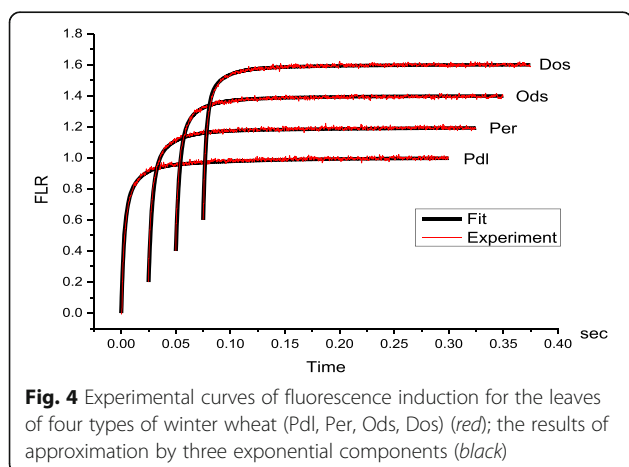 1.8
1.6
1.4
1.2
1.0
0.8
0.6
0.4
0.2
0.0
FLR
Dos
Ods
Per
Pdl
Fit
Experiment
0.00 0.05 0.10 0.15 0.20 0.25 0.30 0.35 0.40
sec
Time
Fig. 4 Experimental curves of fluorescence induction for the leaves
of four types of winter wheat (Pdl, Per, Ods, Dos) (red); the results of
approximation by three exponential components (black)